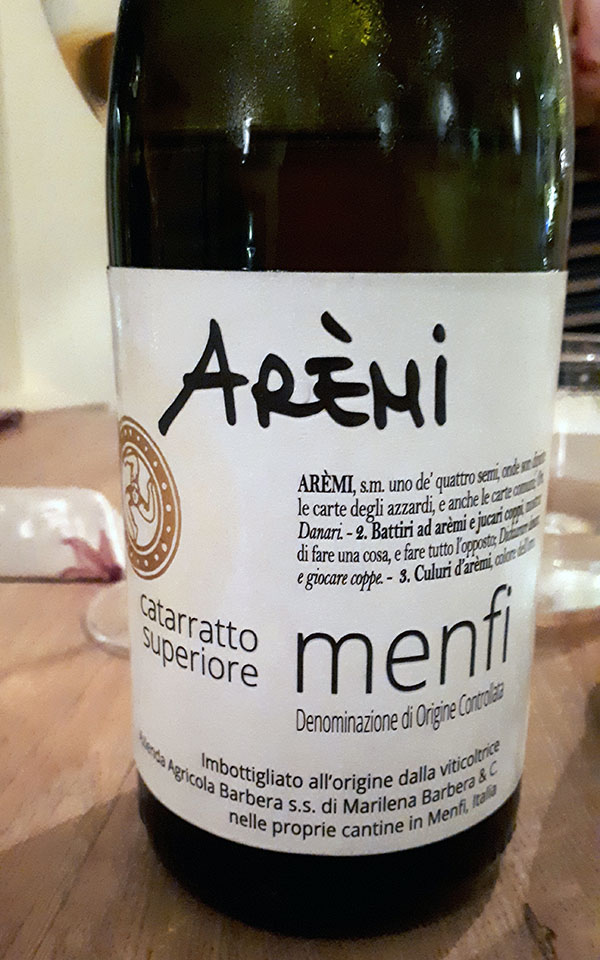 ARÈMI
ARÈMI, s.m. uno de' quattro semi, onde son
le carte degli azzardi, e anche le carte comuni.
Danari. - 2. Battiri ad arèmi e jucari coppi,
di fare una cosa, e fare tutto l'opposto;
e giocare coppe. - 3. Culuri d'arèmi, colore
catarratto
superiore
menfi
Denominazione di Origine Controllata
Imbottigliato all'origine dalla viticoltrice
Azienda Agricola Barbera s.s. di Marilena Barbera & C
nelle proprie cantine in Menfi, Italia